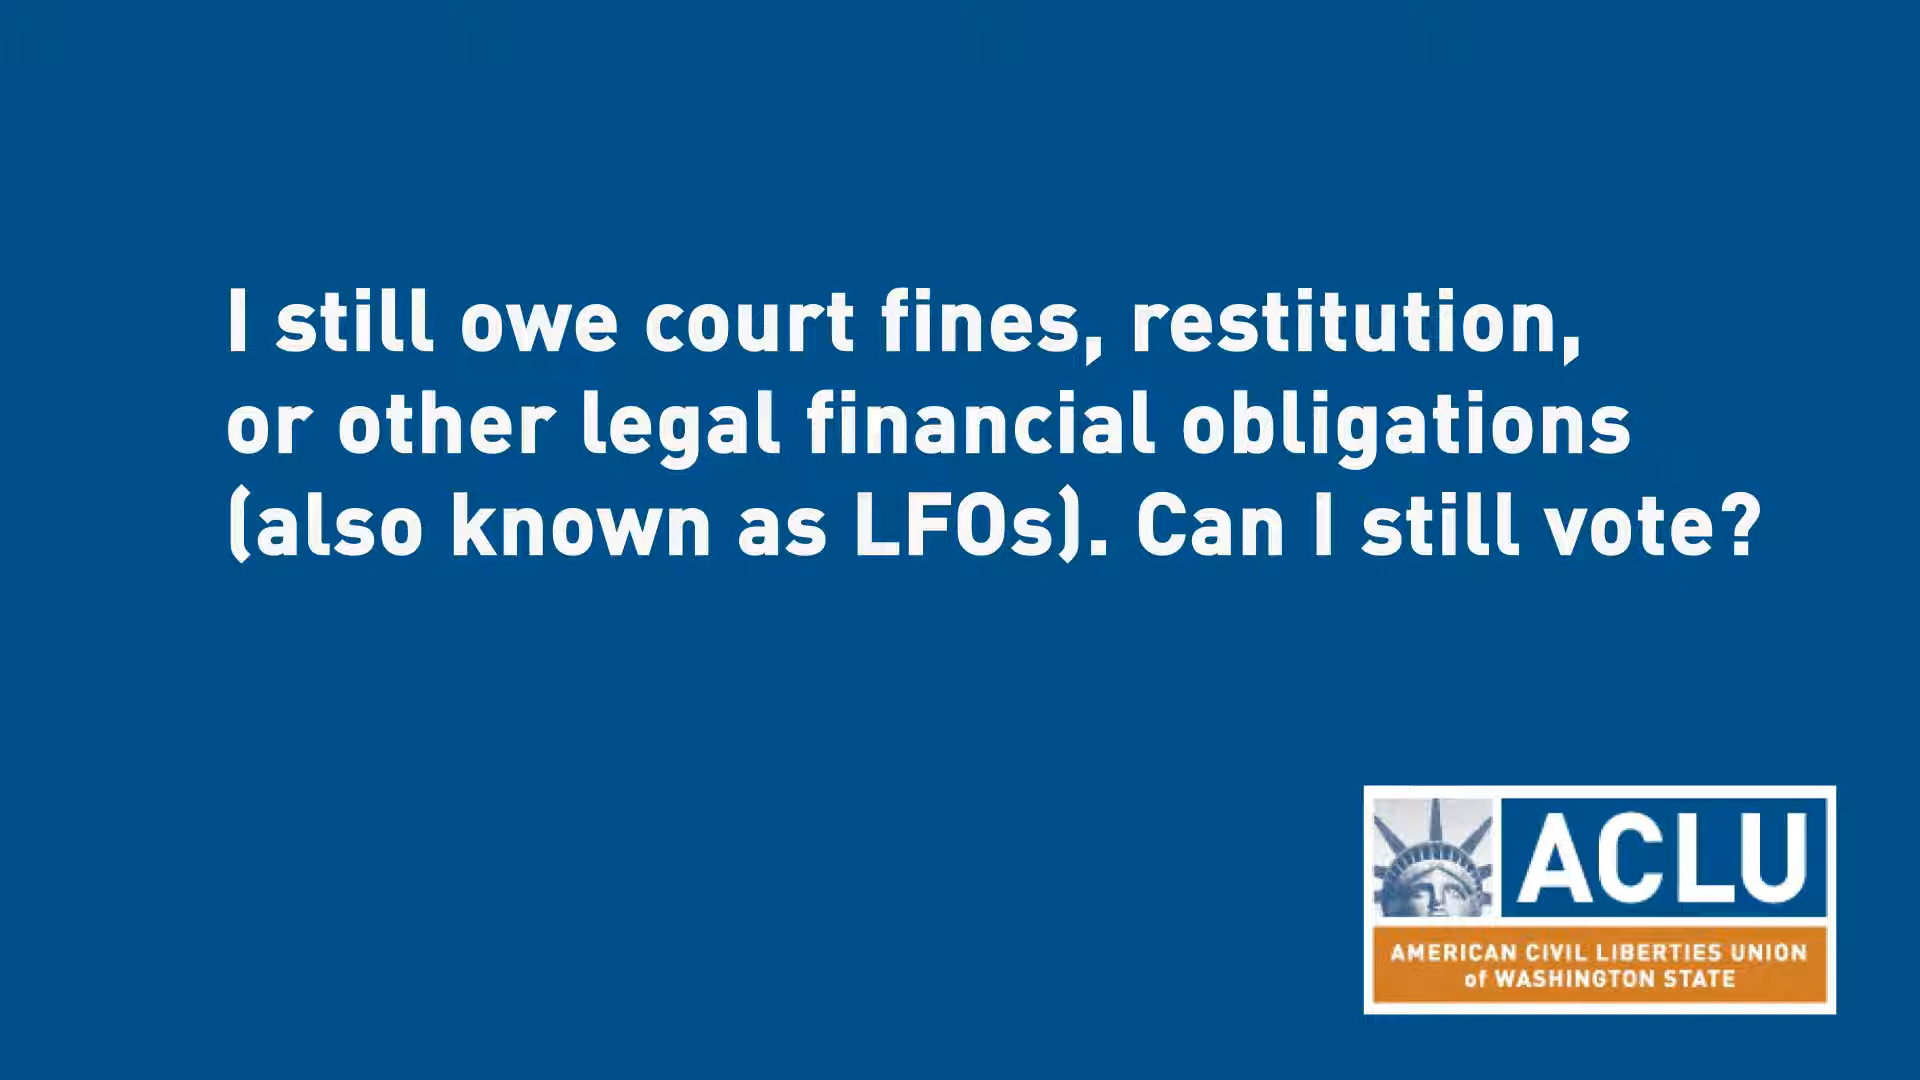 I still owe court fines, restitution,
or other legal financial obligations
(also known as LFOs). Can I still vote?
ACLU
AMERICAN CIVIL LIBERTIES UNION
of WASHINGTON STATE